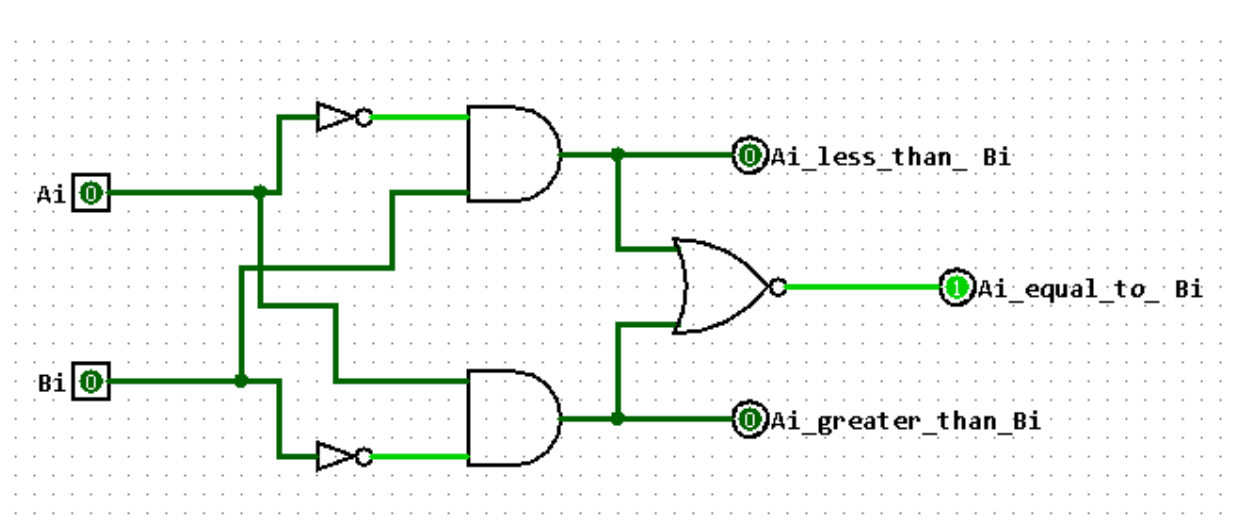 0 Ai_less_than_ Bi
Ai 0
1 Ai_equal_to_ Bi
Bi 0
0 Ai_greater_than_Bi